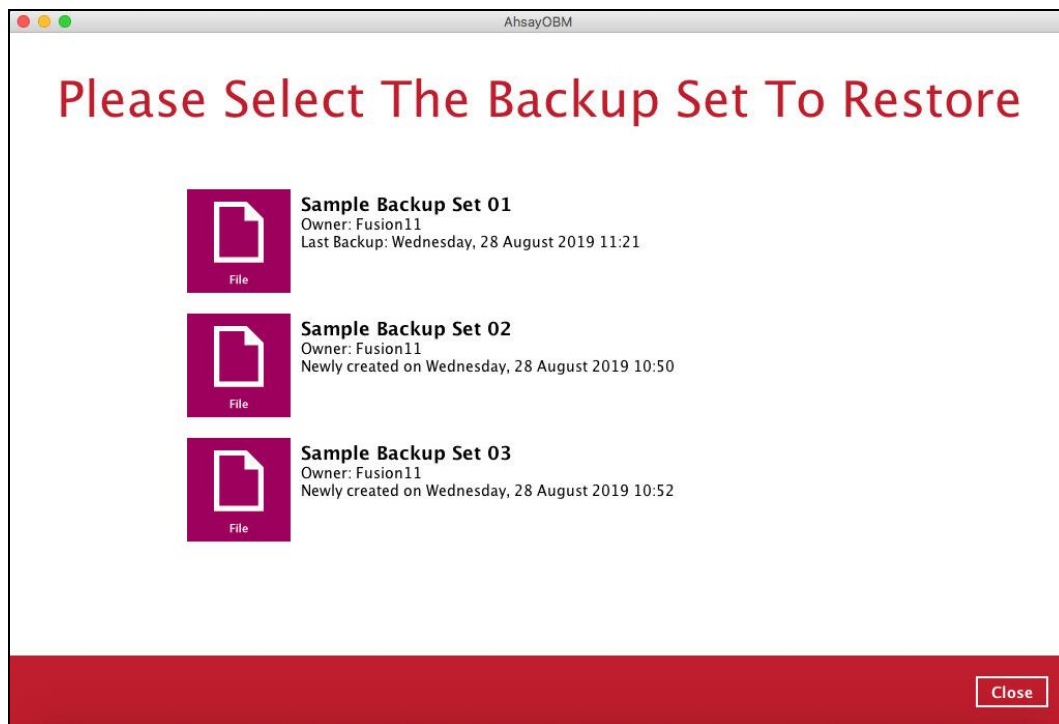 AhsayOBM
Please Select The Backup Set To Restore
Sample Backup Set 01
Owner: Fusion11
Last Backup: Wednesday, 28 August 2019 11:21
File
Sample Backup Set 02
Owner: Fusion11
Newly created on Wednesday, 28 August 2019 10:50
File
Sample Backup Set 03
Owner: Fusion11
Newly created on Wednesday, 28 August 2019 10:52
File
Close